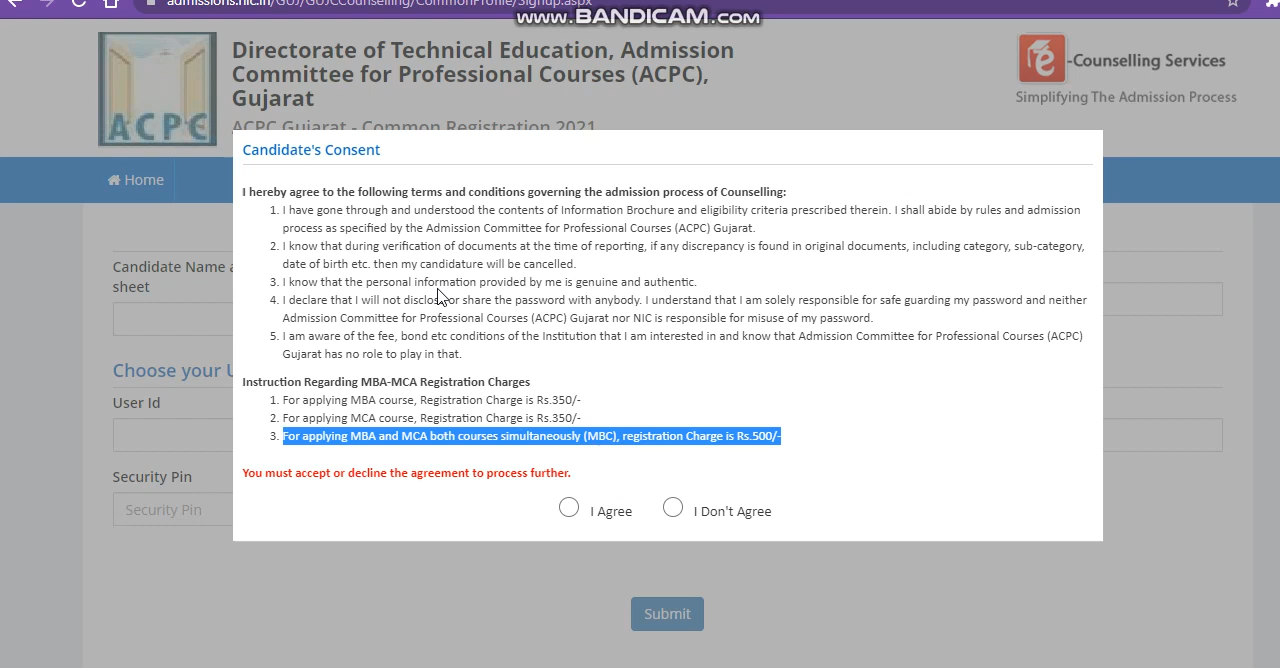 admissions.nic.in/GUJ/GUJCCounselling/CommonProfile/Signup.aspx
www.BANDICAM.com
Directorate of Technical Education, Admission
Committee for Professional Courses (ACPC),
Gujarat
ACPC Gujarat - Common Registration 2021
ACPC
e-Counselling Services
Simplifying The Admission Process
Home
Candidate's Consent
I hereby agree to the following terms and conditions governing the admission process of Counselling:
1. I have gone through and understood the contents of Information Brochure and eligibility criteria prescribed therein. I shall abide by rules and admission
process as specified by the Admission Committee for Professional Courses (ACPC) Gujarat.
2. I know that during verification of documents at the time of reporting, if any discrepancy is found in original documents, including category, sub-category,
date of birth etc. then my candidature will be cancelled.
3. I know that the personal information provided by me is genuine and authentic.
4. I declare that I will not disclose or share the password with anybody. I understand that I am solely responsible for safe guarding my password and neither
Admission Committee for Professional Courses (ACPC) Gujarat nor NIC is responsible for misuse of my password.
5. I am aware of the fee, bond etc conditions of the Institution that I am interested in and know that Admission Committee for Professional Courses (ACPC)
Gujarat has no role to play in that.
Instruction Regarding MBA-MCA Registration Charges
1. For applying MBA course, Registration Charge is Rs.350/-
2. For applying MCA course, Registration Charge is Rs.350/-
3. For applying MBA and MCA both courses simultaneously (MBC), registration Charge is Rs.500/-
You must accept or decline the agreement to process further.
I Agree
I Don't Agree
Candidate Name a
sheet
Choose your U
User Id
Security Pin
Security Pin
Submit